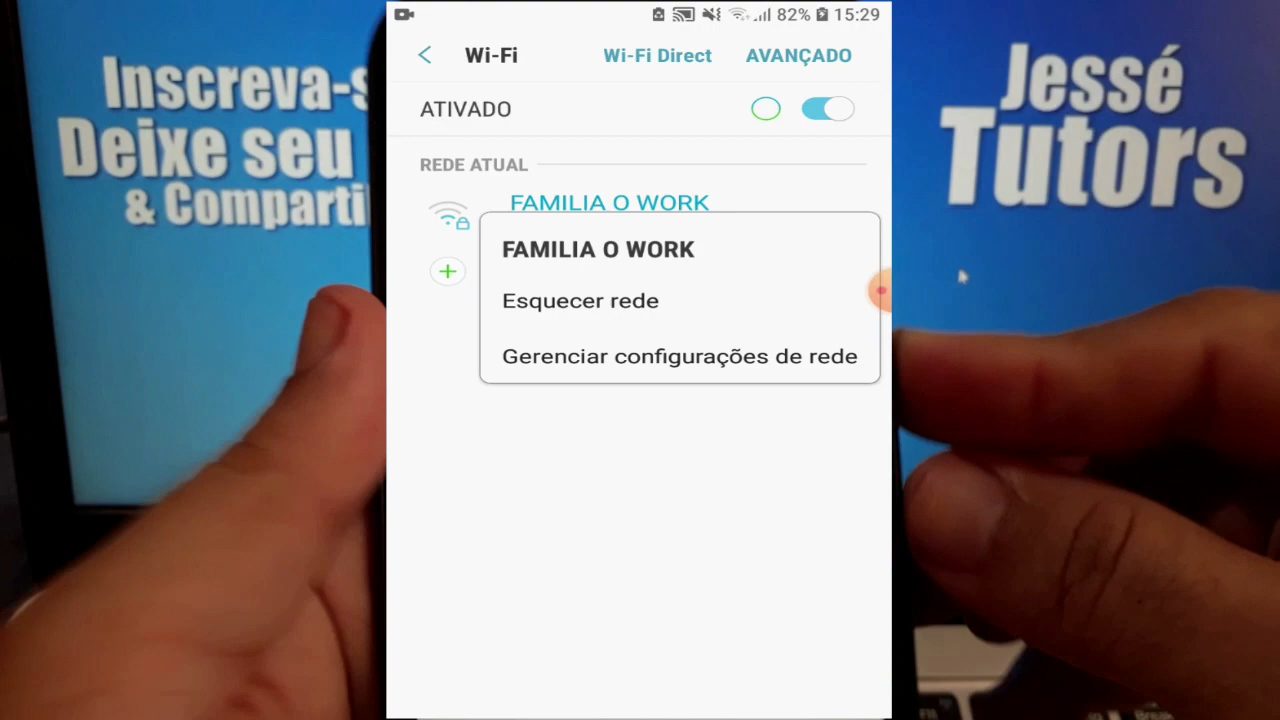 Inscreva-s
Deixe seu
& Comparti
82% 15:29
Wi-Fi Wi-Fi Direct AVANÇADO
ATIVADO
REDE ATUAL
FAMILIA O WORK
FAMILIA O WORK
Esquecer rede
Gerenciar configurações de rede
Jessé
Tutors